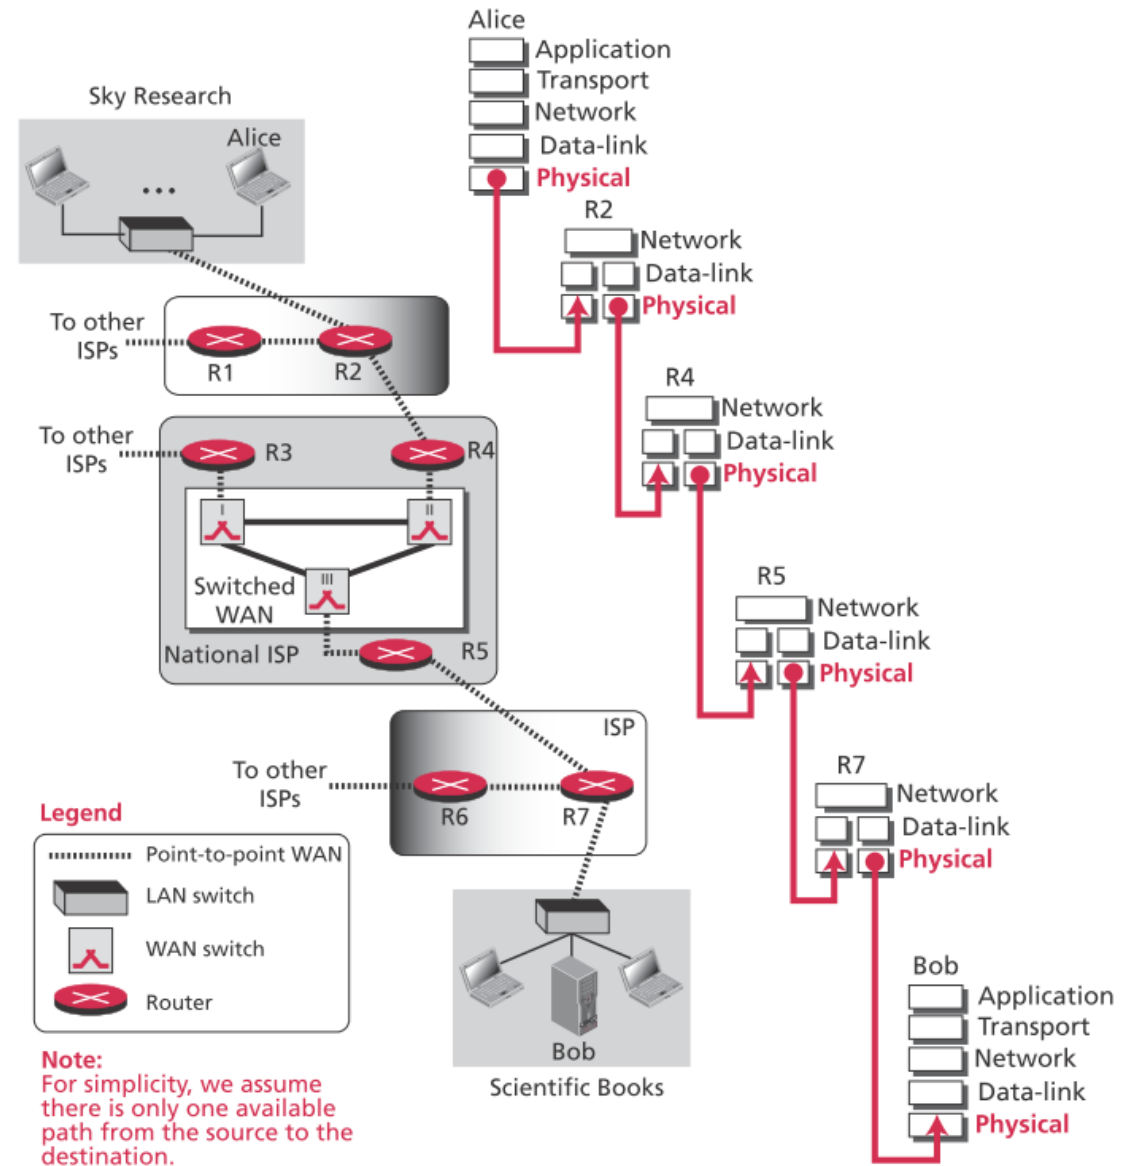 Alice
Application
Transport
Network
Data-link
Physical
Sky Research
Alice
R2
Network
Data-link
Physical
To other
ISPs
R1
R2
R4
Network
Data-link
Physical
To other
ISPs
R3
R4
I
II
III
Switched
WAN
National ISP
R5
R5
Network
Data-link
Physical
ISP
To other
ISPs
R6
R7
R7
Network
Data-link
Physical
Legend
Point-to-point WAN
LAN switch
WAN switch
Router
Bob
Scientific Books
Bob
Application
Transport
Network
Data-link
Physical
Note:
For simplicity, we assume
there is only one available
path from the source to the
destination.